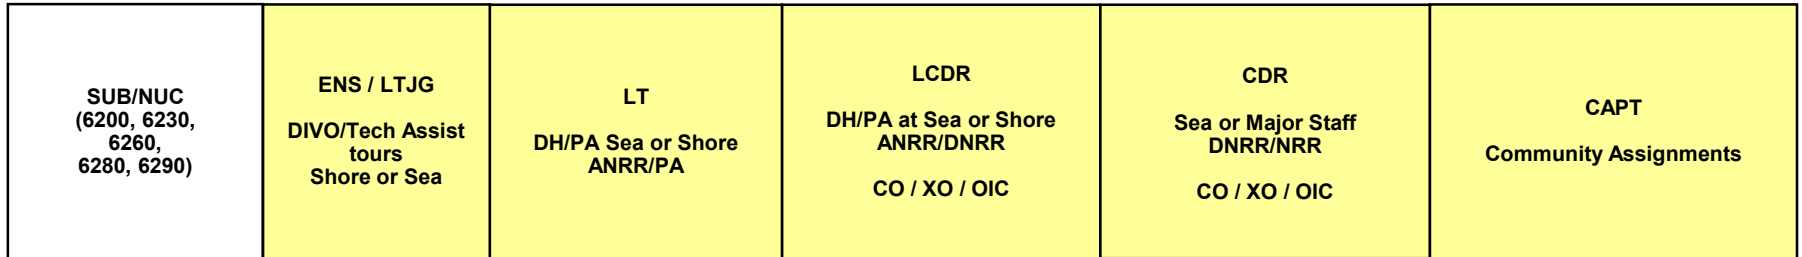 SUB/NUC
(6200, 6230,
6260,
6280, 6290)
ENS / LTJG
DIVO/Tech Assist
tours
Shore or Sea
LT
DH/PA Sea or Shore
ANRR/PA
LCDR
DH/PA at Sea or Shore
ANRR/DNRR
CO / XO / OIC
CDR
Sea or Major Staff
DNRR/NRR
CO / XO / OIC
CAPT
Community Assignments